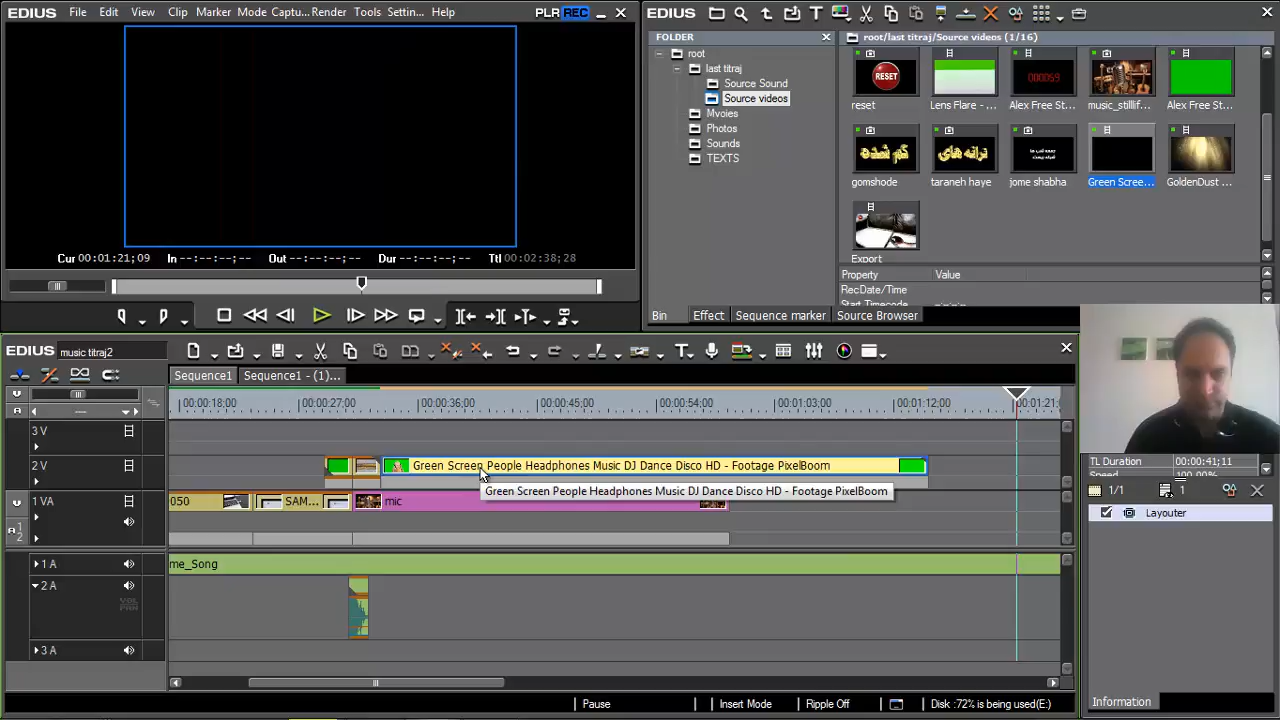 EDIUS File Edit View Clip Marker Mode Captu... Render Tools Settin... Help PLR REC
Cur 00:01:21;09 In --:--:--;-- Out --:--:--;-- Dur --:--:--;-- Ttl 00:02:38;28
EDIUS
FOLDER
root
last titraj
Source Sound
Source videos
Mvoies
Photos
Sounds
TEXTS
root/last titraj/Source videos (1/16)
RESET
reset
Lens Flare - ...
Alex Free St...
music_stillif...
Alex Free St...
گم شده
ترانه های
gomshode
taraneh haye
jome shabha
Green Scree...
GoldenDust ...
Export
Property Value
RecDate/Time
Start Timecode
Bin Effect Sequence marker Source Browser
EDIUS music titraj2
Sequence1 Sequence1 - (1)...
00:00:18;00 00:00:27;00 00:00:36;00 00:00:45;00 00:00:54;00 00:01:03;00 00:01:12;00 00:01:21;0
3 V
2 V
Green Screen People Headphones Music DJ Dance Disco HD - Footage PixelBoom
Green Screen People Headphones Music DJ Dance Disco HD - Footage PixelBoom
1 VA
050 SAM... mic
1 A
me_Song
2 A
VOL
PAN
3 A
Pause Insert Mode Ripple Off Disk :72% is being used(E:)
TL Duration 00:00:41;11
1/1 1
Layouter
Information